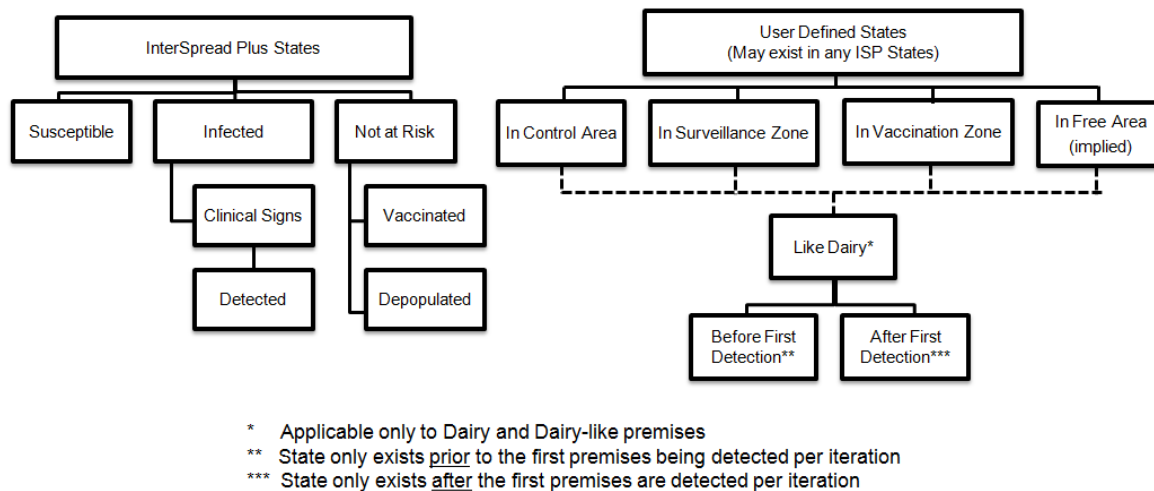 InterSpread Plus States
Susceptible
Infected
Not at Risk
Clinical Signs
Vaccinated
Detected
Depopulated
User Defined States
(May exist in any ISP States)
In Control Area
In Surveillance Zone
In Vaccination Zone
In Free Area
(implied)
Like Dairy*
Before First
Detection**
After First
Detection***
* Applicable only to Dairy and Dairy-like premises
** State only exists prior to the first premises being detected per iteration
*** State only exists after the first premises are detected per iteration